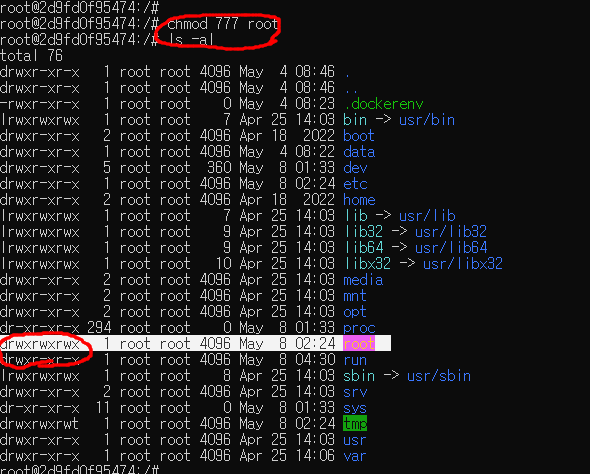 root@2d9fd0f95474:/#
root@2d9fd0f95474:/# chmod 777 root
root@2d9fd0f95474:/# ls -al
total 76
drwxr-xr-x 1 root root 4096 May 4 08:46 .
drwxr-xr-x 1 root root 4096 May 4 08:46 ..
-rwxr-xr-x 1 root root 0 May 4 08:23 .dockerenv
lrwxrwxrwx 1 root root 7 Apr 25 14:03 bin -> usr/bin
drwxr-xr-x 2 root root 4096 Apr 18 2022 boot
drwxr-xr-x 1 root root 4096 May 4 08:22 data
drwxr-xr-x 5 root root 360 May 8 01:33 dev
drwxr-xr-x 1 root root 4096 May 8 02:24 etc
drwxr-xr-x 2 root root 4096 Apr 18 2022 home
lrwxrwxrwx 1 root root 7 Apr 25 14:03 lib -> usr/lib
lrwxrwxrwx 1 root root 9 Apr 25 14:03 lib32 -> usr/lib32
lrwxrwxrwx 1 root root 9 Apr 25 14:03 lib64 -> usr/lib64
lrwxrwxrwx 1 root root 10 Apr 25 14:03 libx32 -> usr/libx32
drwxr-xr-x 2 root root 4096 Apr 25 14:03 media
drwxr-xr-x 2 root root 4096 Apr 25 14:03 mnt
drwxr-xr-x 2 root root 4096 Apr 25 14:03 opt
dr-xr-xr-x 294 root root 0 May 8 01:33 proc
drwxrwxrwx 1 root root 4096 May 8 02:24 root
drwxr-xr-x 1 root root 4096 May 8 04:30 run
lrwxrwxrwx 1 root root 8 Apr 25 14:03 sbin -> usr/sbin
drwxr-xr-x 2 root root 4096 Apr 25 14:03 srv
dr-xr-xr-x 11 root root 0 May 8 01:33 sys
drwxrwxrwt 1 root root 4096 May 8 02:24 tmp
drwxr-xr-x 1 root root 4096 Apr 25 14:03 usr
drwxr-xr-x 1 root root 4096 Apr 25 14:06 var
root@2d9fd0f95474:/#